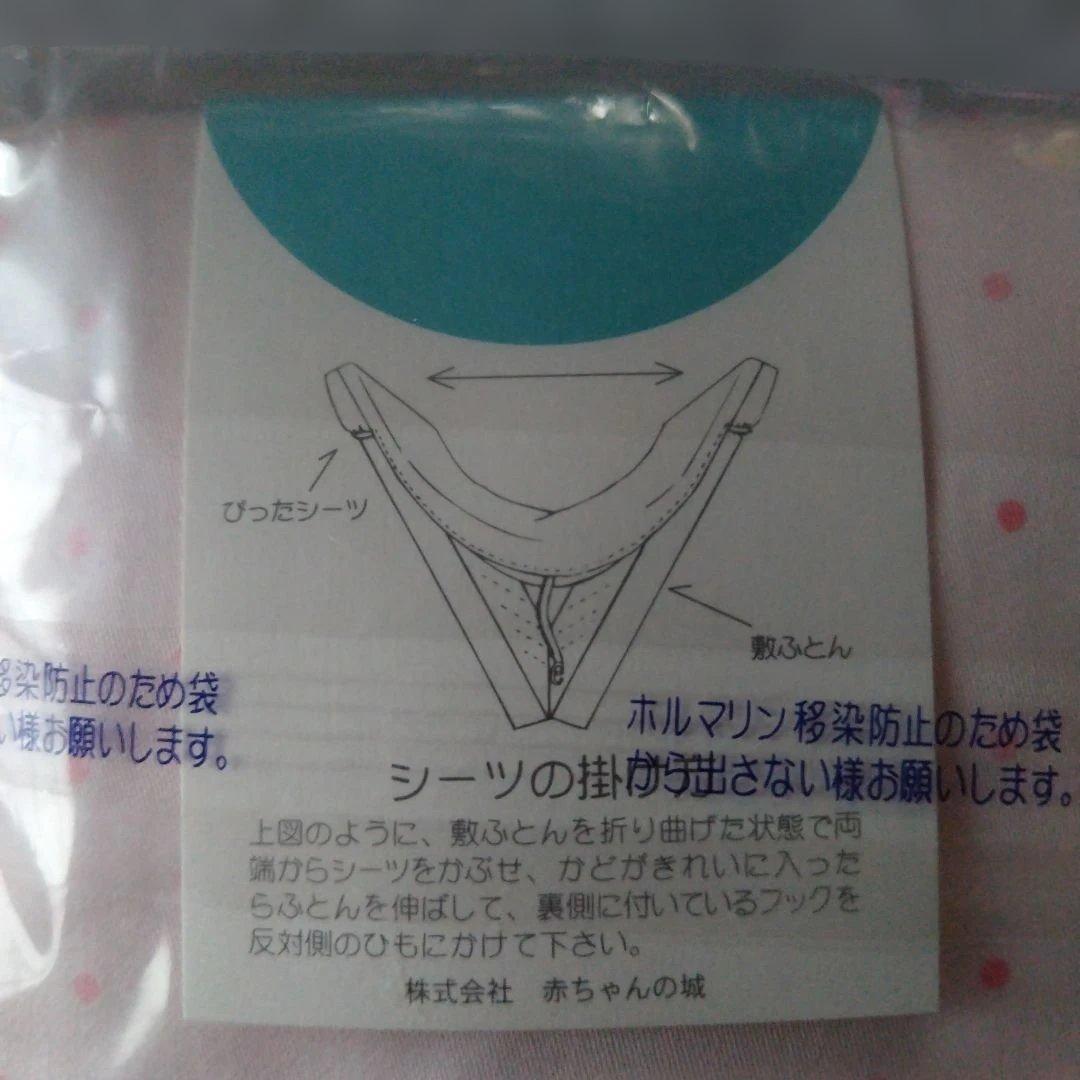 ぴったシーツ
敷ふとん
移染防止のため袋
い様お願いします。
ホルマリン移染防止のため袋
から出さない様お願いします。
シーツの掛け
上図のように、敷ふとんを折り曲げた状態で両
端からシーツをかぶせ、かどがきれいに入った
らふとんを伸ばして、裏側に付いているフックを
反対側のひもにかけて下さい。
株式会社 赤ちゃんの城